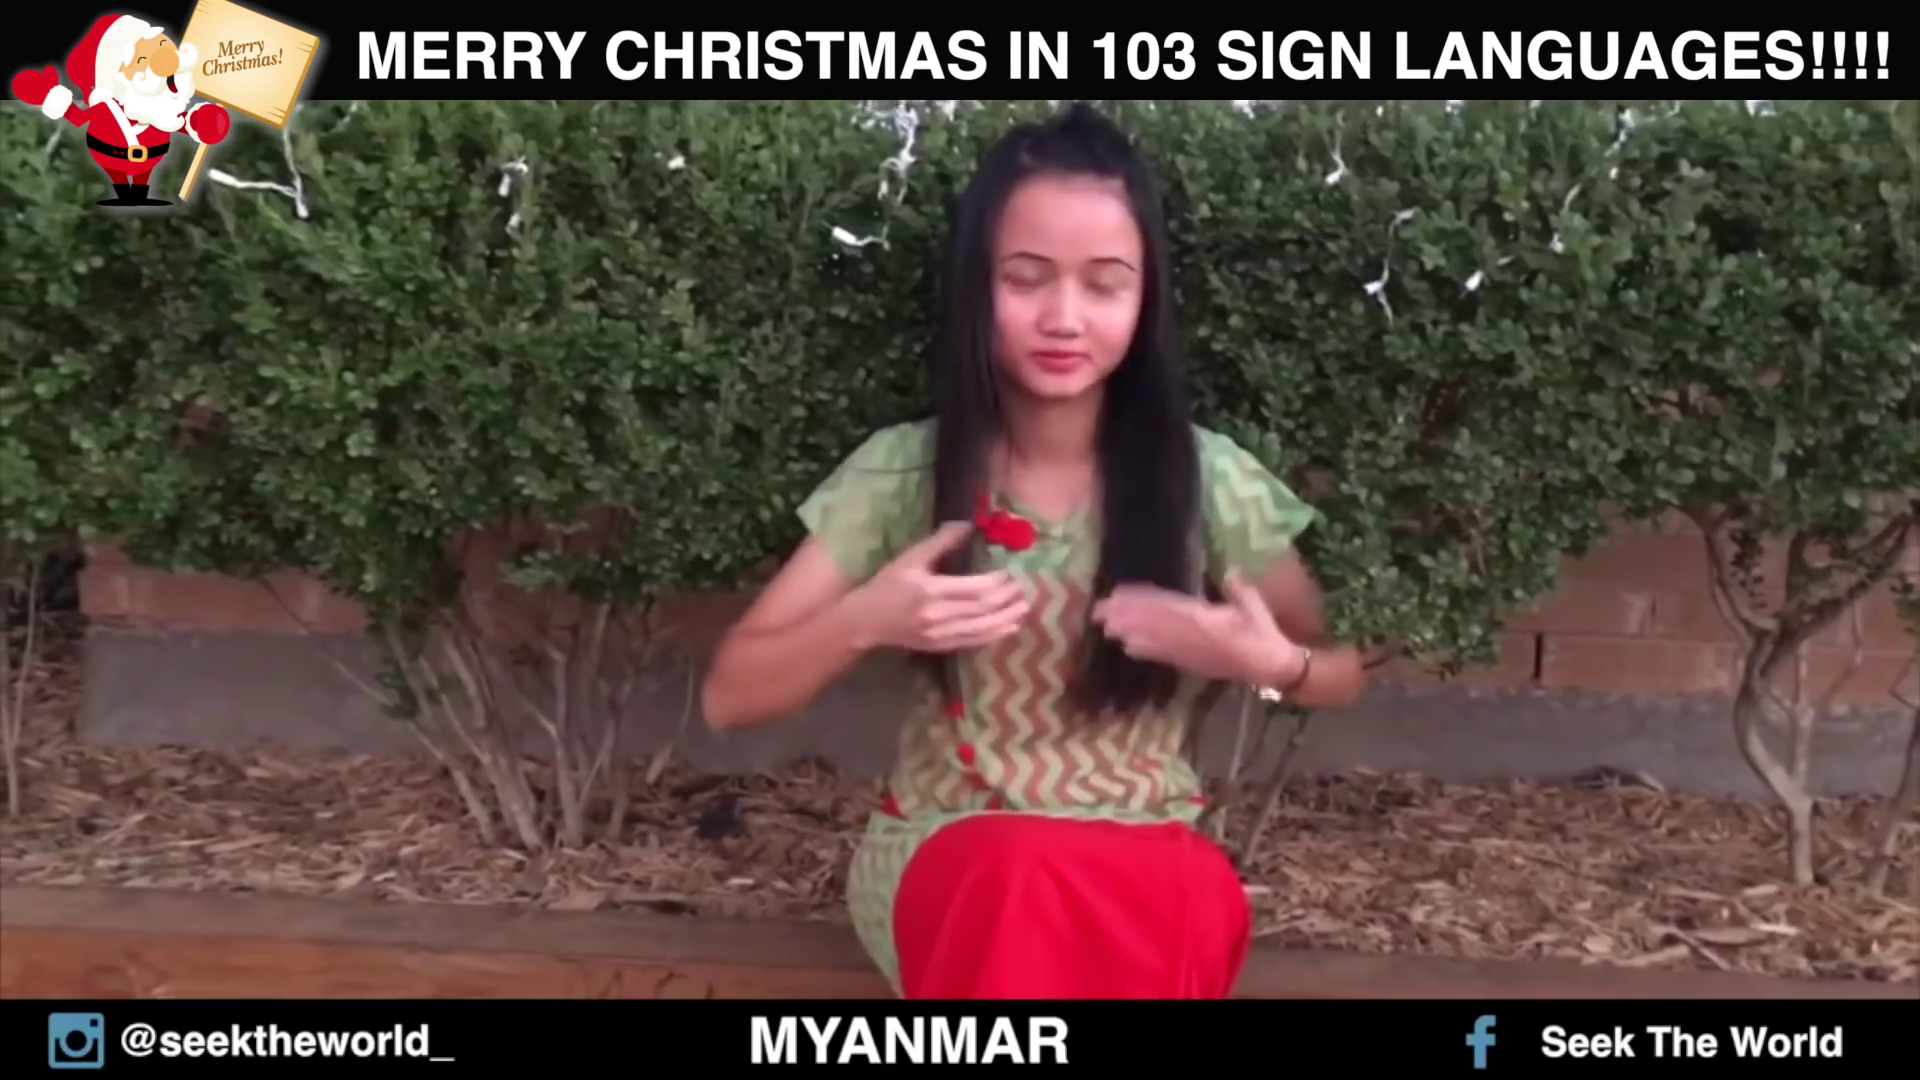 Merry
Christmas!
MERRY CHRISTMAS IN 103 SIGN LANGUAGES!!!!
@seektheworld_
MYANMAR
Seek The World